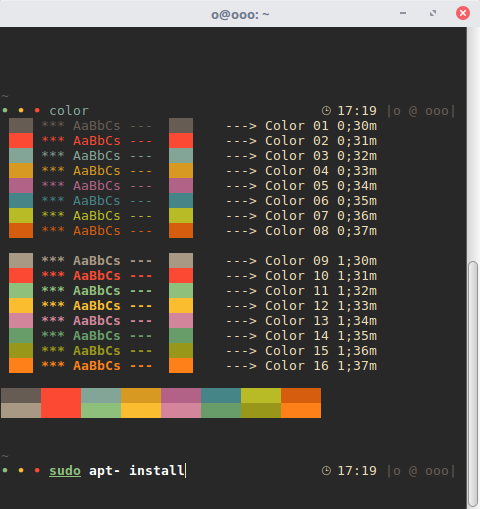 o@ooo: ~
~
• • • color 17:19 |o @ ooo|
*** AaBbCs --- ---> Color 01 0;30m
*** AaBbCs --- ---> Color 02 0;31m
*** AaBbCs --- ---> Color 03 0;32m
*** AaBbCs --- ---> Color 04 0;33m
*** AaBbCs --- ---> Color 05 0;34m
*** AaBbCs --- ---> Color 06 0;35m
*** AaBbCs --- ---> Color 07 0;36m
*** AaBbCs --- ---> Color 08 0;37m
*** AaBbCs --- ---> Color 09 1;30m
*** AaBbCs --- ---> Color 10 1;31m
*** AaBbCs --- ---> Color 11 1;32m
*** AaBbCs --- ---> Color 12 1;33m
*** AaBbCs --- ---> Color 13 1;34m
*** AaBbCs --- ---> Color 14 1;35m
*** AaBbCs --- ---> Color 15 1;36m
*** AaBbCs --- ---> Color 16 1;37m
~
• • • sudo apt- install 17:19 |o @ ooo|